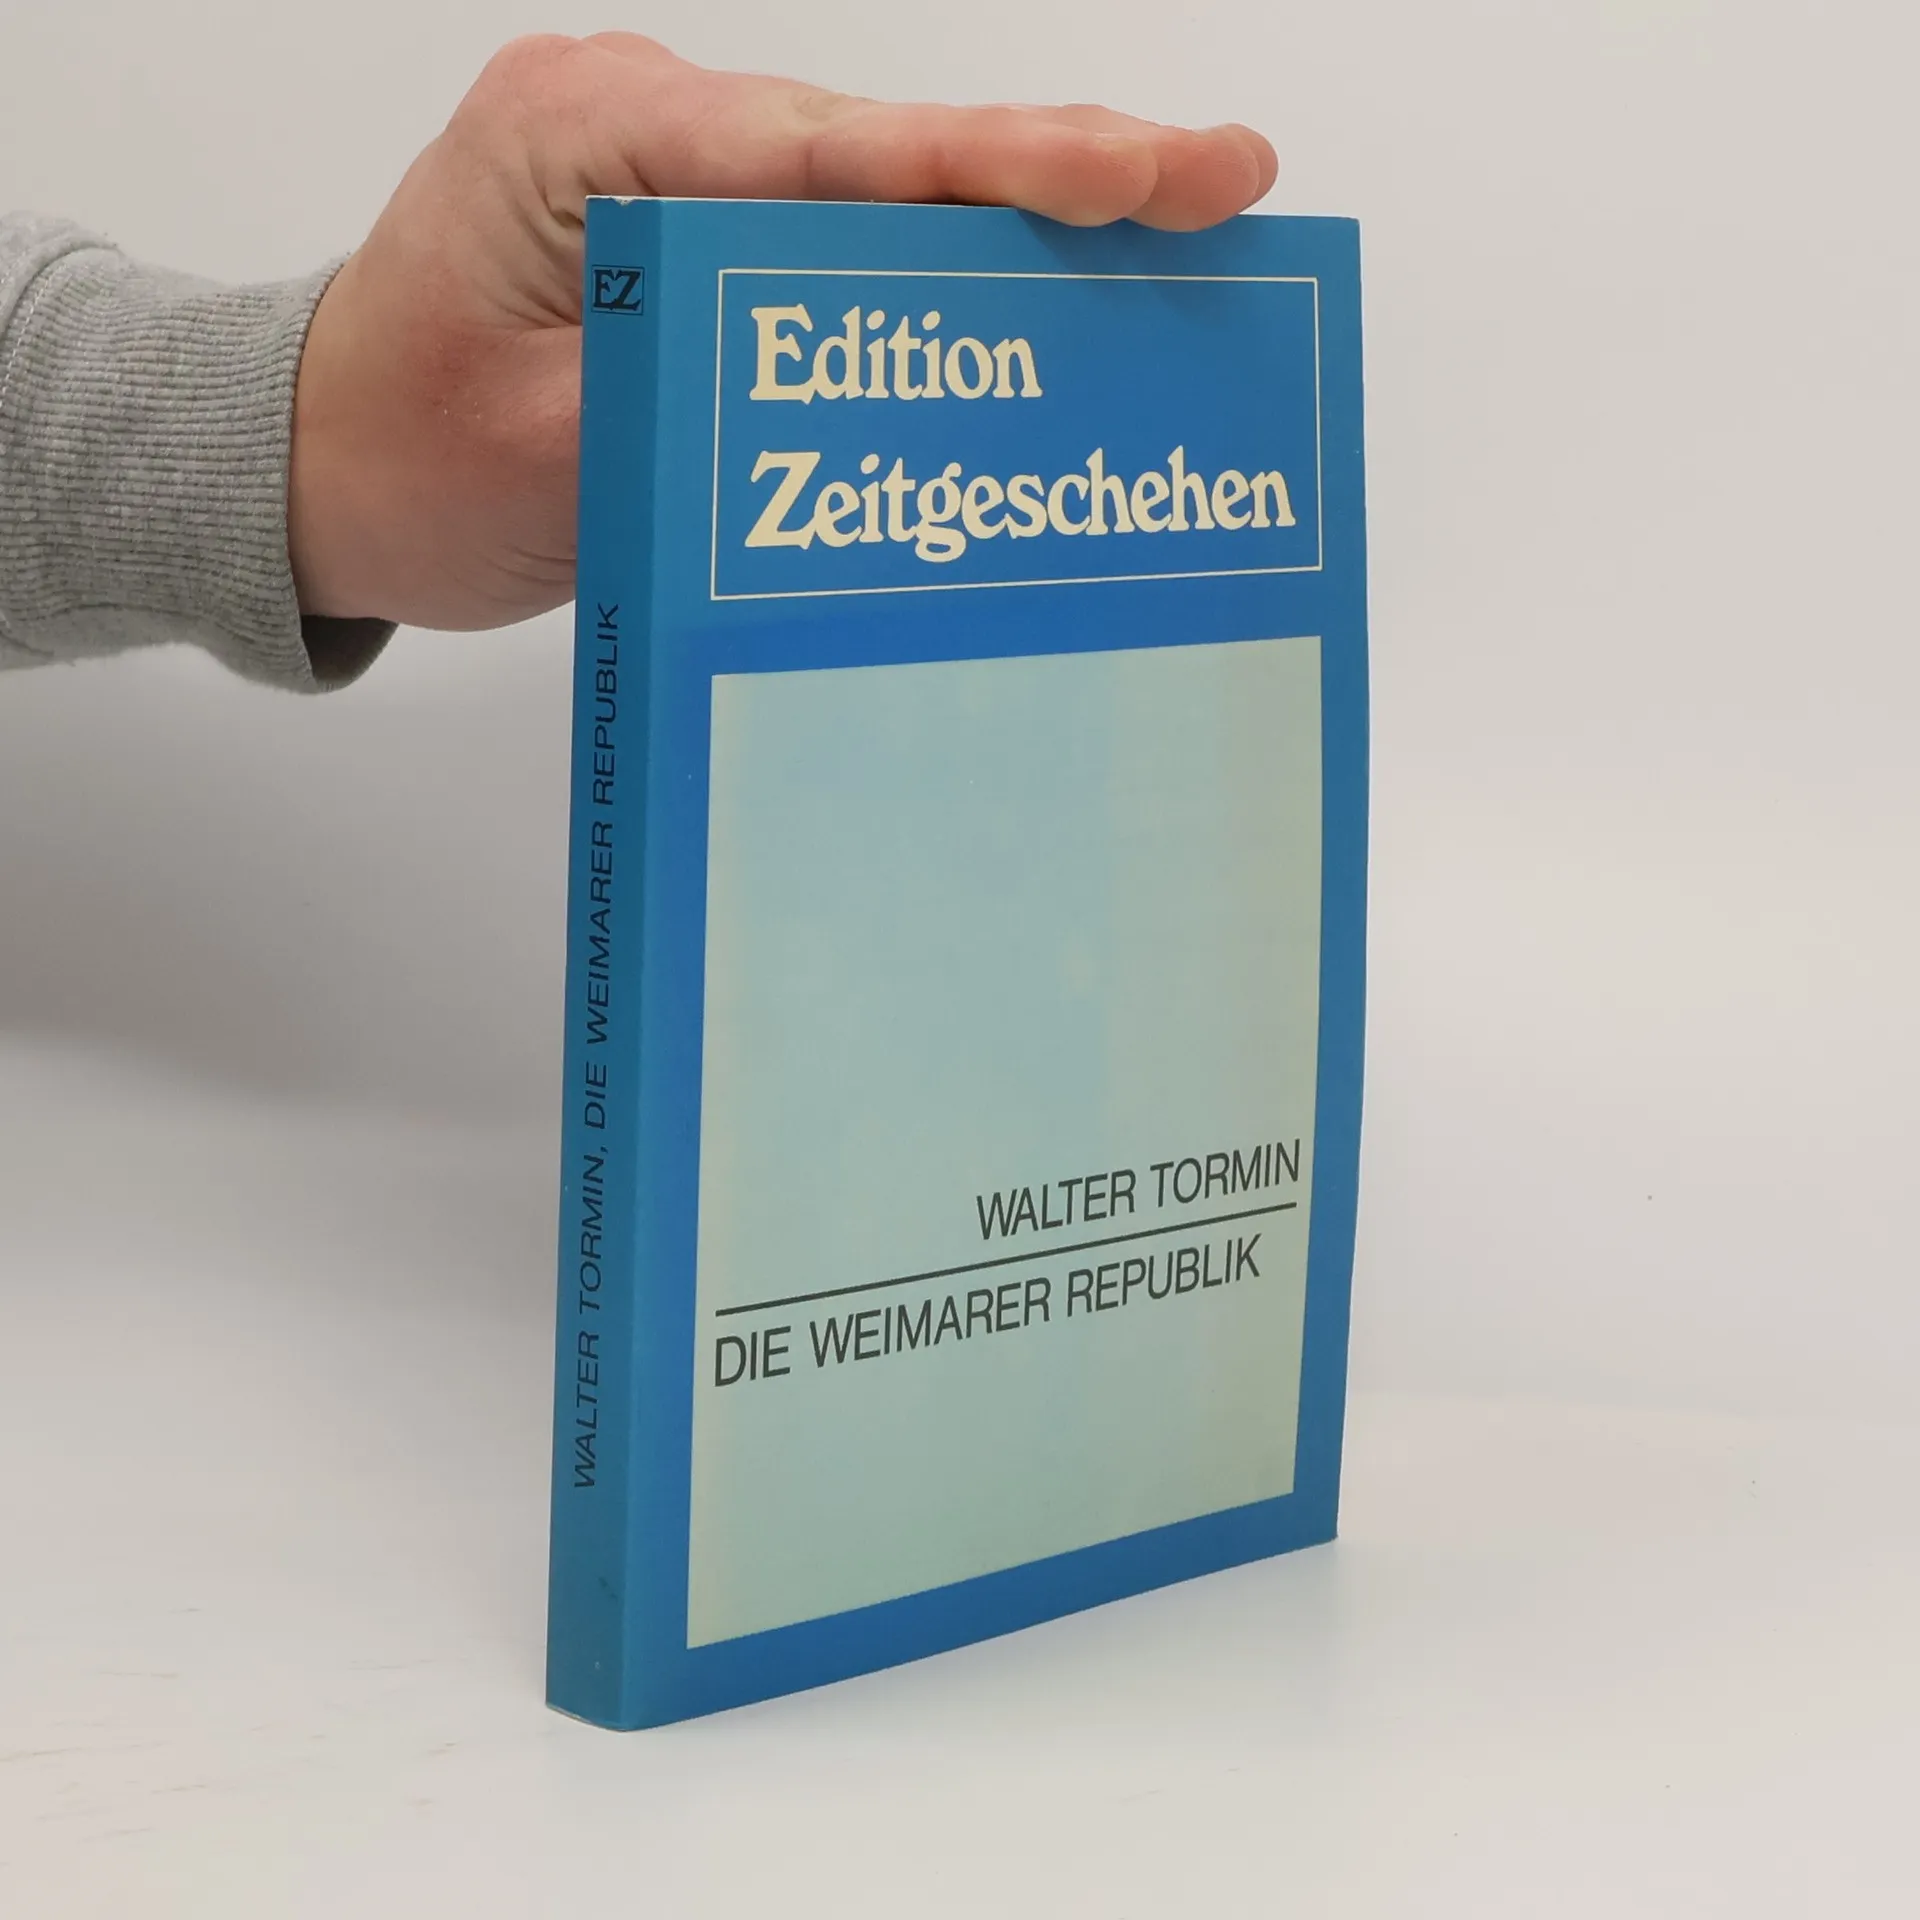 EZ
WALTER TORMIN, DIE WEIMARER REPUBLIK
Edition
Zeitgeschehen
WALTER TORMIN
DIE WEIMARER REPUBLIK